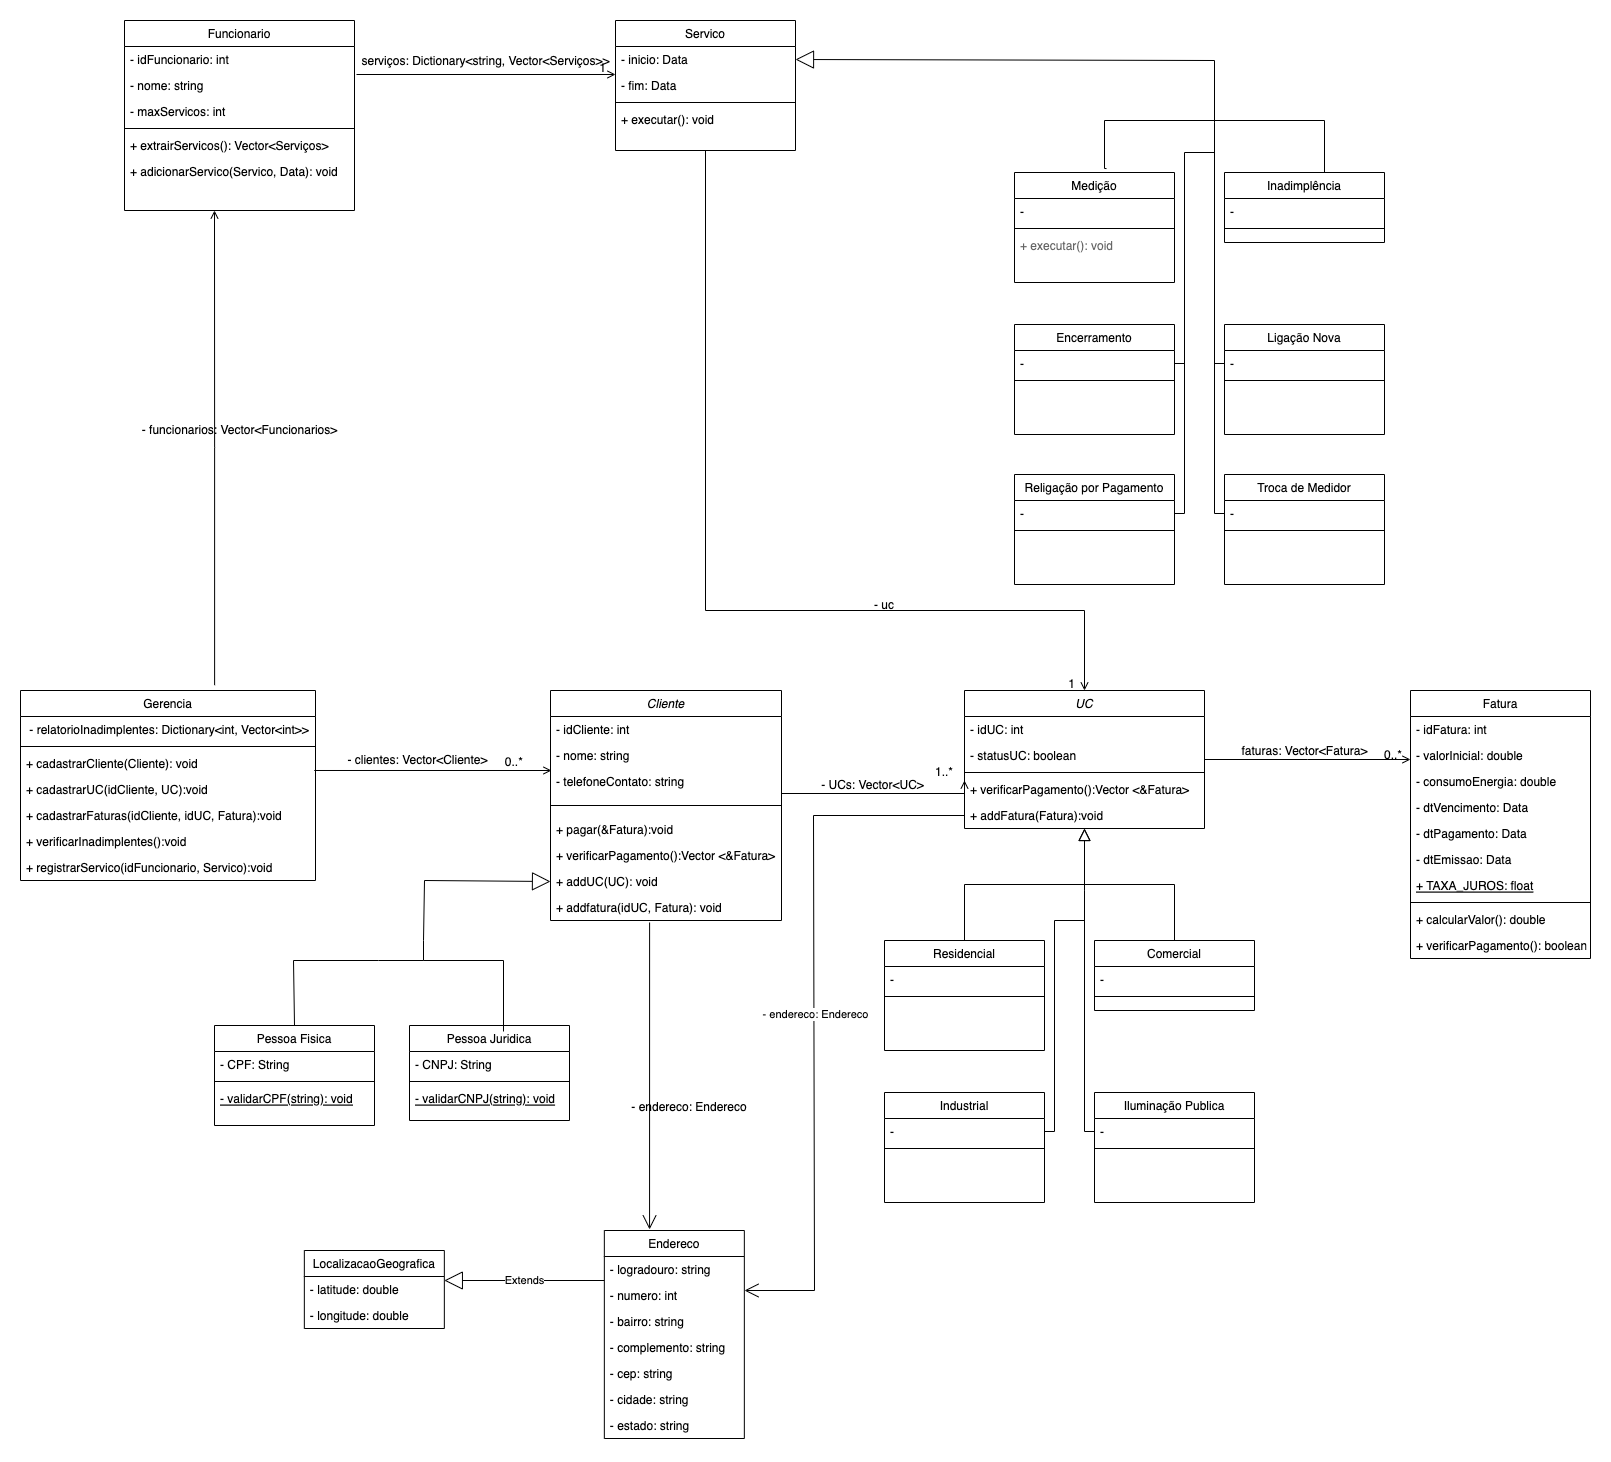 Funcionario
- idFuncionario: int
- nome: string
- maxServicos: int
+ extrairServicos(): Vector<Serviços>
+ adicionarServico(Servico, Data): void
serviços: Dictionary<string, Vector<Serviços>>
1
Servico
- inicio: Data
- fim: Data
+ executar(): void
Medição
-
+ executar(): void
Inadimplência
-
Encerramento
-
Ligação Nova
-
Religação por Pagamento
-
Troca de Medidor
-
- funcionarios: Vector<Funcionarios>
- uc
1
Gerencia
- relatorioInadimplentes: Dictionary<int, Vector<int>>
+ cadastrarCliente(Cliente): void
+ cadastrarUC(idCliente, UC):void
+ cadastrarFaturas(idCliente, idUC, Fatura):void
+ verificarInadimplentes():void
+ registrarServico(idFuncionario, Servico):void
- clientes: Vector<Cliente>
0..*
Cliente
- idCliente: int
- nome: string
- telefoneContato: string
+ pagar(&Fatura):void
+ verificarPagamento():Vector <&Fatura>
+ addUC(UC): void
+ addfatura(idUC, Fatura): void
- UCs: Vector<UC>
1..*
UC
- idUC: int
- statusUC: boolean
+ verificarPagamento():Vector <&Fatura>
+ addFatura(Fatura):void
faturas: Vector<Fatura>
0..*
Fatura
- idFatura: int
- valorInicial: double
- consumoEnergia: double
- dtVencimento: Data
- dtPagamento: Data
- dtEmissao: Data
+ TAXA_JUROS: float
+ calcularValor(): double
+ verificarPagamento(): boolean
Residencial
-
Comercial
-
Industrial
-
Iluminação Publica
-
Pessoa Fisica
- CPF: String
- validarCPF(string): void
Pessoa Juridica
- CNPJ: String
- validarCNPJ(string): void
- endereco: Endereco
- endereco: Endereco
LocalizacaoGeografica
- latitude: double
- longitude: double
Extends
Endereco
- logradouro: string
- numero: int
- bairro: string
- complemento: string
- cep: string
- cidade: string
- estado: string